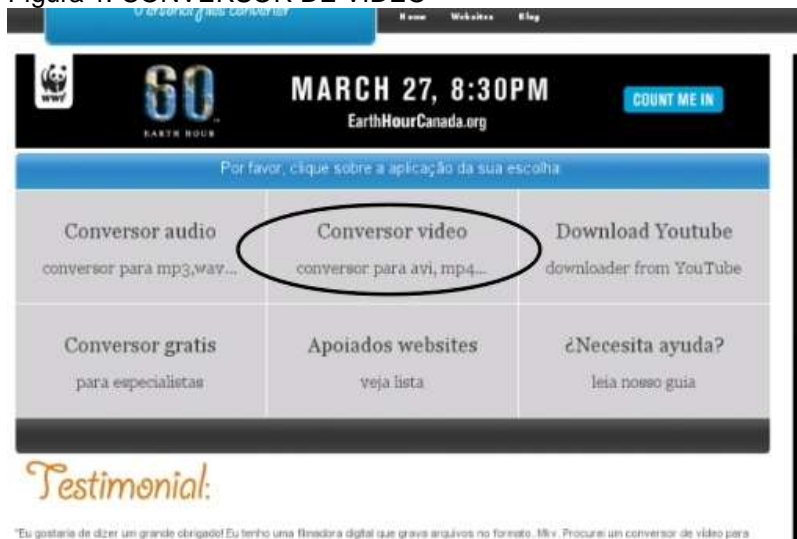 Figura 4: CONVERSOR DE VÍDEO
Personal files converter
Home Websites Blog
WWF
60
EARTH HOUR
MARCH 27, 8:30PM
EarthHourCanada.org
COUNT ME IN
Por favor, clique sobre a aplicação da sua escolha
Conversor audio
conversor para mp3,wav...
Conversor video
conversor para avi, mp4...
Download Youtube
downloader from YouTube
Conversor gratis
para especialistas
Apoiados websites
veja lista
¿Necesita ayuda?
leia nosso guia
Testimonial:
"Eu gostaria de dizer um grande obrigado! Eu tenho uma filmadora digital que grava arquivos no formato. Mkv. Procurei um conversor de vídeo para